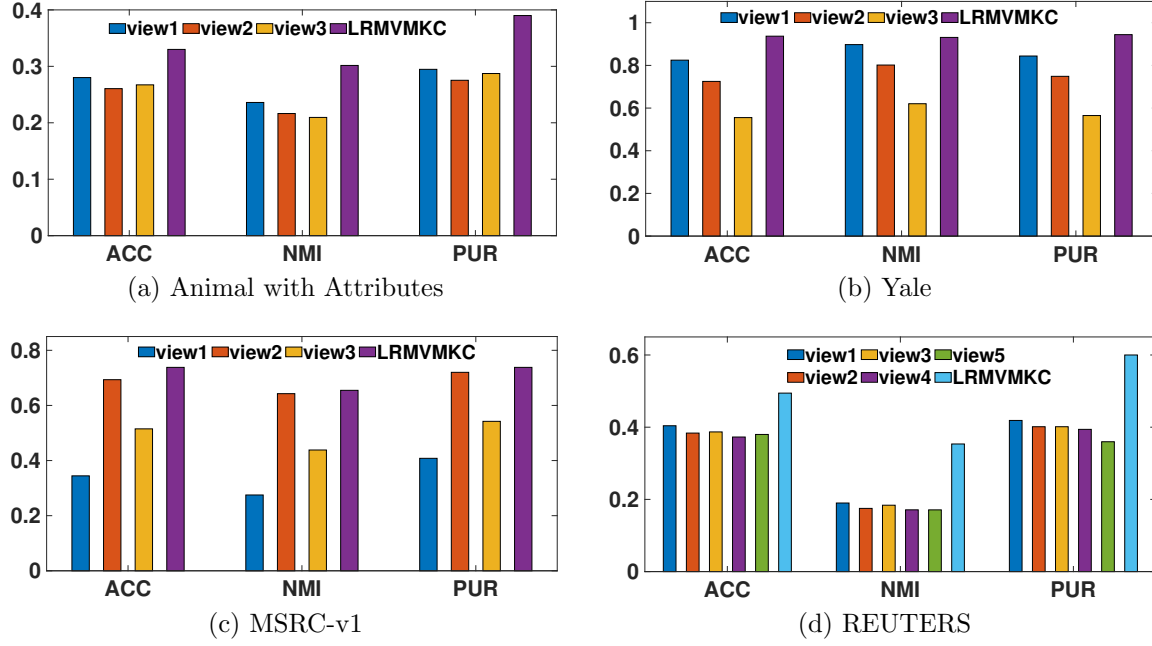 view1 view2 view3 LRMVMKC
0.4
0.3
0.2
0.1
0
ACC NMI PUR
(a) Animal with Attributes
view1 view2 view3 LRMVMKC
1
0.8
0.6
0.4
0.2
0
ACC NMI PUR
(b) Yale
view1 view2 view3 LRMVMKC
0.8
0.6
0.4
0.2
0
ACC NMI PUR
(c) MSRC-v1
view1 view3 view5
view2 view4 LRMVMKC
0.6
0.4
0.2
0
ACC NMI PUR
(d) REUTERS